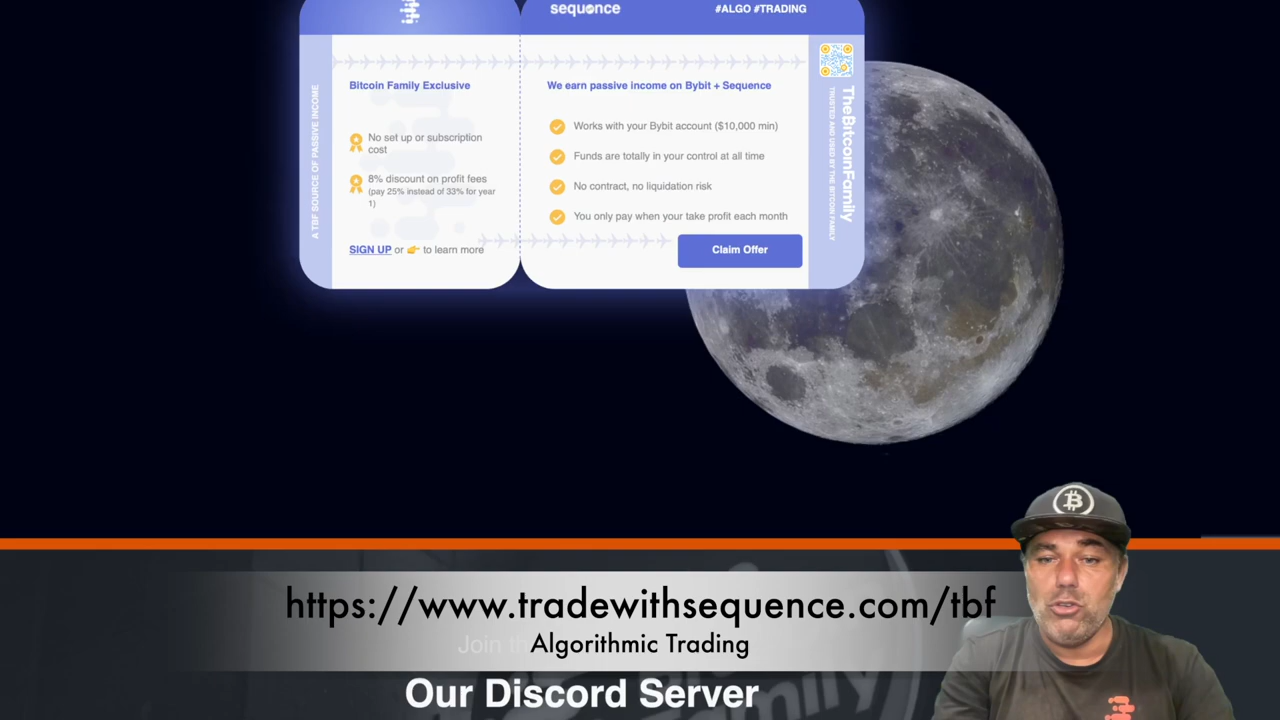 sequence
#ALGO #TRADING
A TBF SOURCE OF PASSIVE INCOME
Bitcoin Family Exclusive
No set up or subscription
cost
8% discount on profit fees
(pay 25% instead of 33% for year
1)
SIGN UP or 👉 to learn more
We earn passive income on Bybit + Sequence
Works with your Bybit account ($10,000 min)
Funds are totally in your control at all time
No contract, no liquidation risk
You only pay when your take profit each month
Claim Offer
TheBitcoinFamily
TRUSTED AND USED BY THE BITCOIN FAMILY
https://www.tradewithsequence.com/tbf
Join
Algorithmic Trading
Our Discord Server
Family